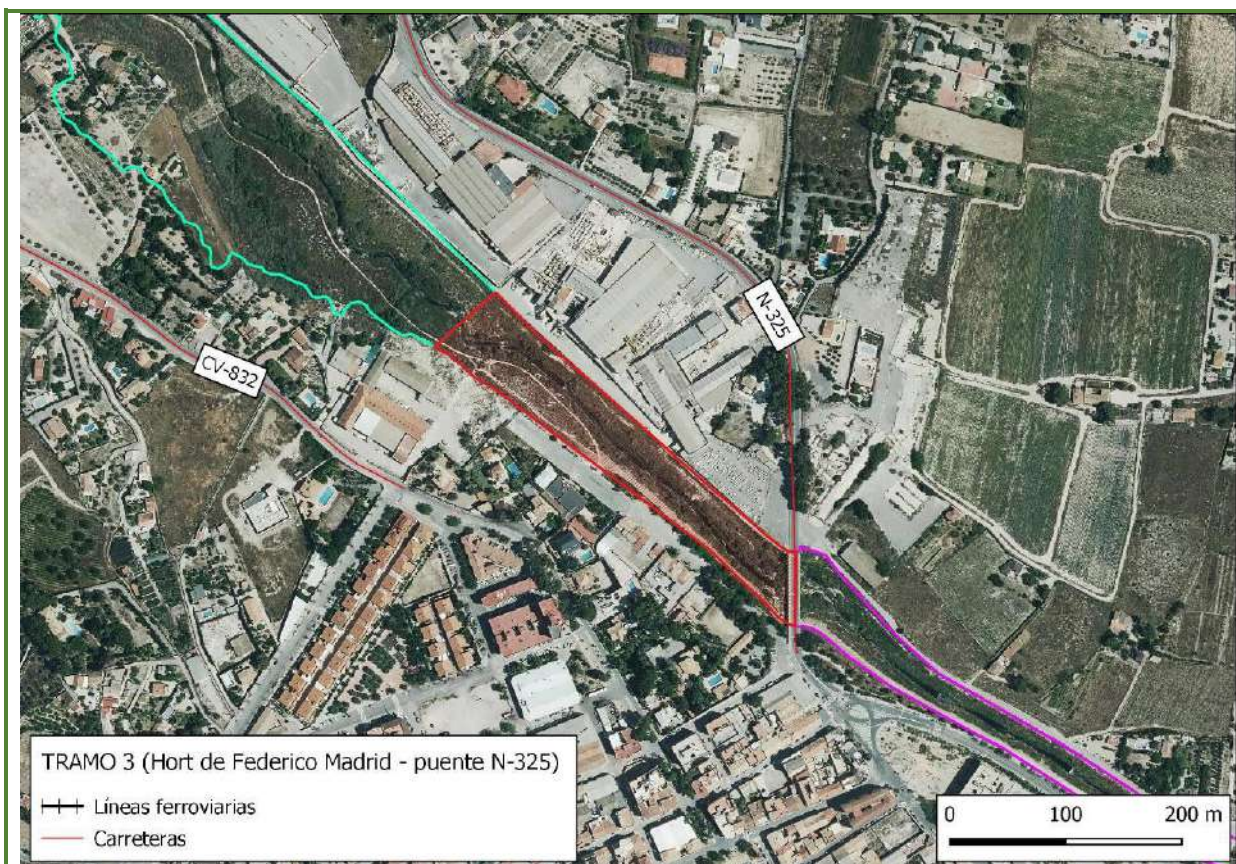 N-325
CV-832
TRAMO 3 (Hort de Federico Madrid - puente N-325)
Líneas ferroviarias
Carreteras
0 100 200 m